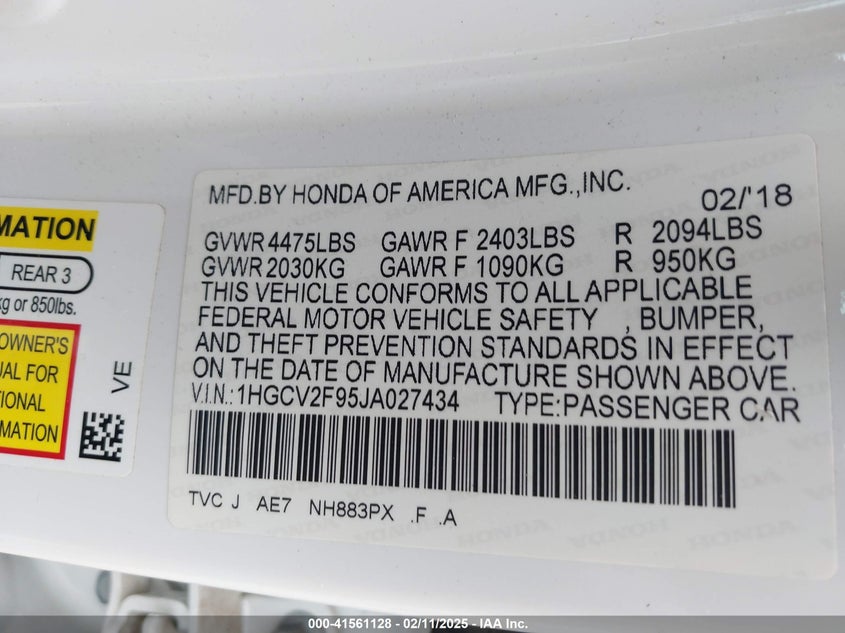 MATION
REAR 3
kg or 850lbs.
OWNER'S
UAL FOR
TIONAL
RMATION
VE
MFD.BY HONDA OF AMERICA MFG.,INC. 02/'18
GVWR 4475LBS GAWR F 2403LBS R 2094LBS
GVWR 2030KG GAWR F 1090KG R 950KG
THIS VEHICLE CONFORMS TO ALL APPLICABLE
FEDERAL MOTOR VEHICLE SAFETY , BUMPER,
AND THEFT PREVENTION STANDARDS IN EFFECT
ON THE DATE OF MANUFACTURE SHOWN ABOVE.
V.I.N.:1HGCV2F95JA027434 TYPE:PASSENGER CAR
TVC J AE7 NH883PX .F .A
000-41561128 - 02/11/2025 - IAA Inc.